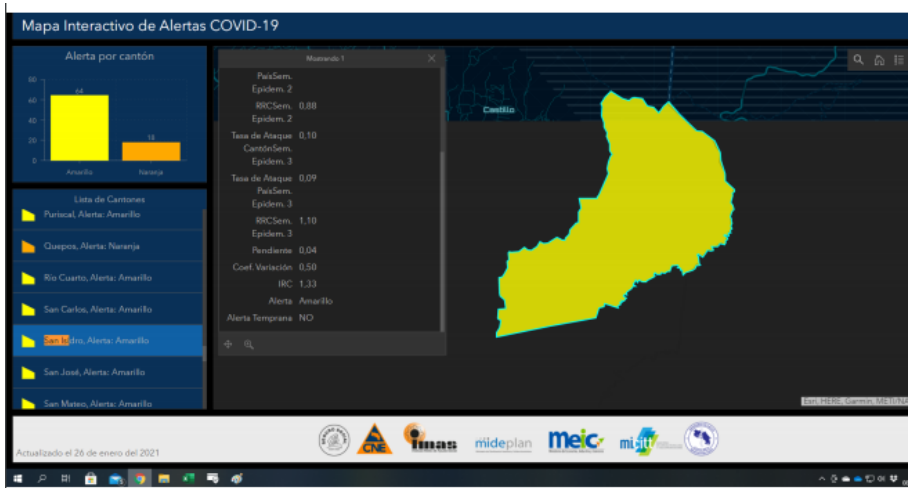 Mapa Interactivo de Alertas COVID-19
Alerta por cantón
80
60
40
20
0
64
18
Amarillo
Naranja
Lista de Cantones
Puriscal, Alerta: Amarillo
Quepos, Alerta: Naranja
Río Cuarto, Alerta: Amarillo
San Carlos, Alerta: Amarillo
San Isidro, Alerta: Amarillo
San José, Alerta: Amarillo
San Mateo, Alerta: Amarillo
Mostrando 1
PaísSem.
Epidem. 2
RRCSem. 0,88
Epidem. 2
Tasa de Ataque 0,10
CantónSem.
Epidem. 3
Tasa de Ataque 0,09
PaísSem.
Epidem. 3
RRCSem. 1,10
Epidem. 3
Pendiente 0,04
Coef. Variación 0,50
IRC 1,33
Alerta Amarillo
Alerta Temprana NO
Castillo
Esri, HERE, Garmin, METI/NA
Actualizado el 26 de enero del 2021
CNE
imas
mideplan
meic
micitt